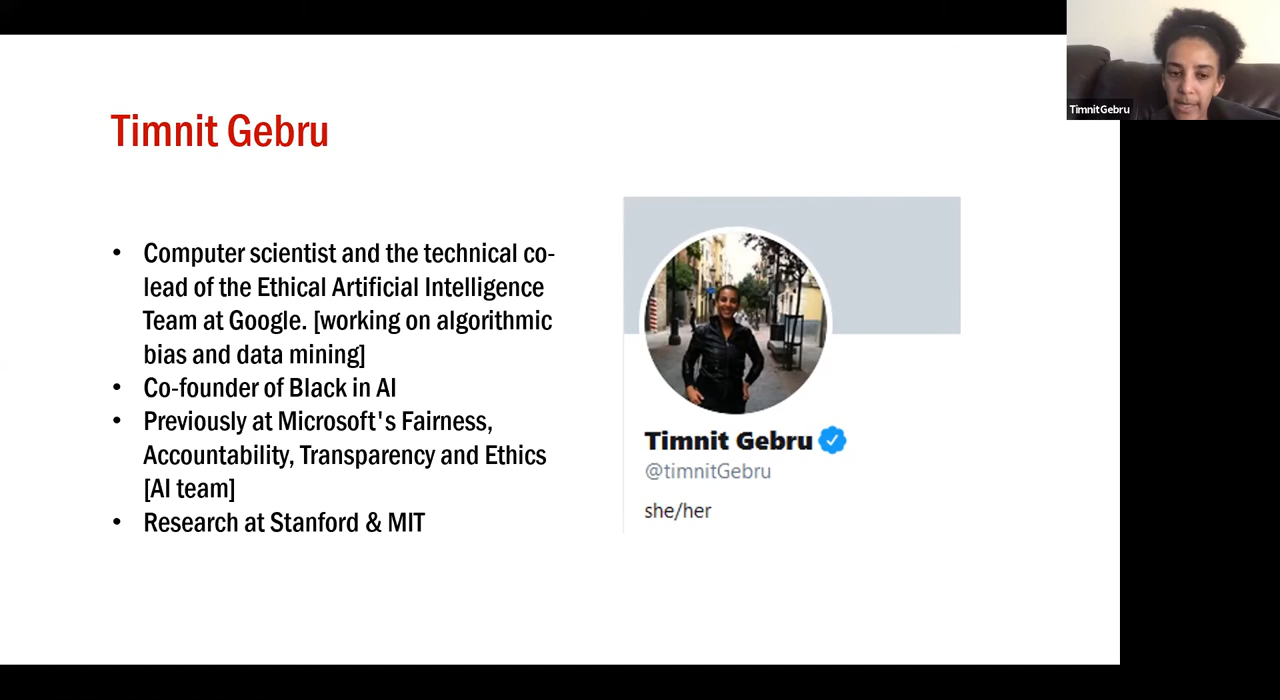 TimnitGebru
Timnit Gebru
• Computer scientist and the technical co-
lead of the Ethical Artificial Intelligence
Team at Google. [working on algorithmic
bias and data mining]
• Co-founder of Black in AI
• Previously at Microsoft's Fairness,
Accountability, Transparency and Ethics
[AI team]
• Research at Stanford & MIT
Timnit Gebru
@timnitGebru
she/her